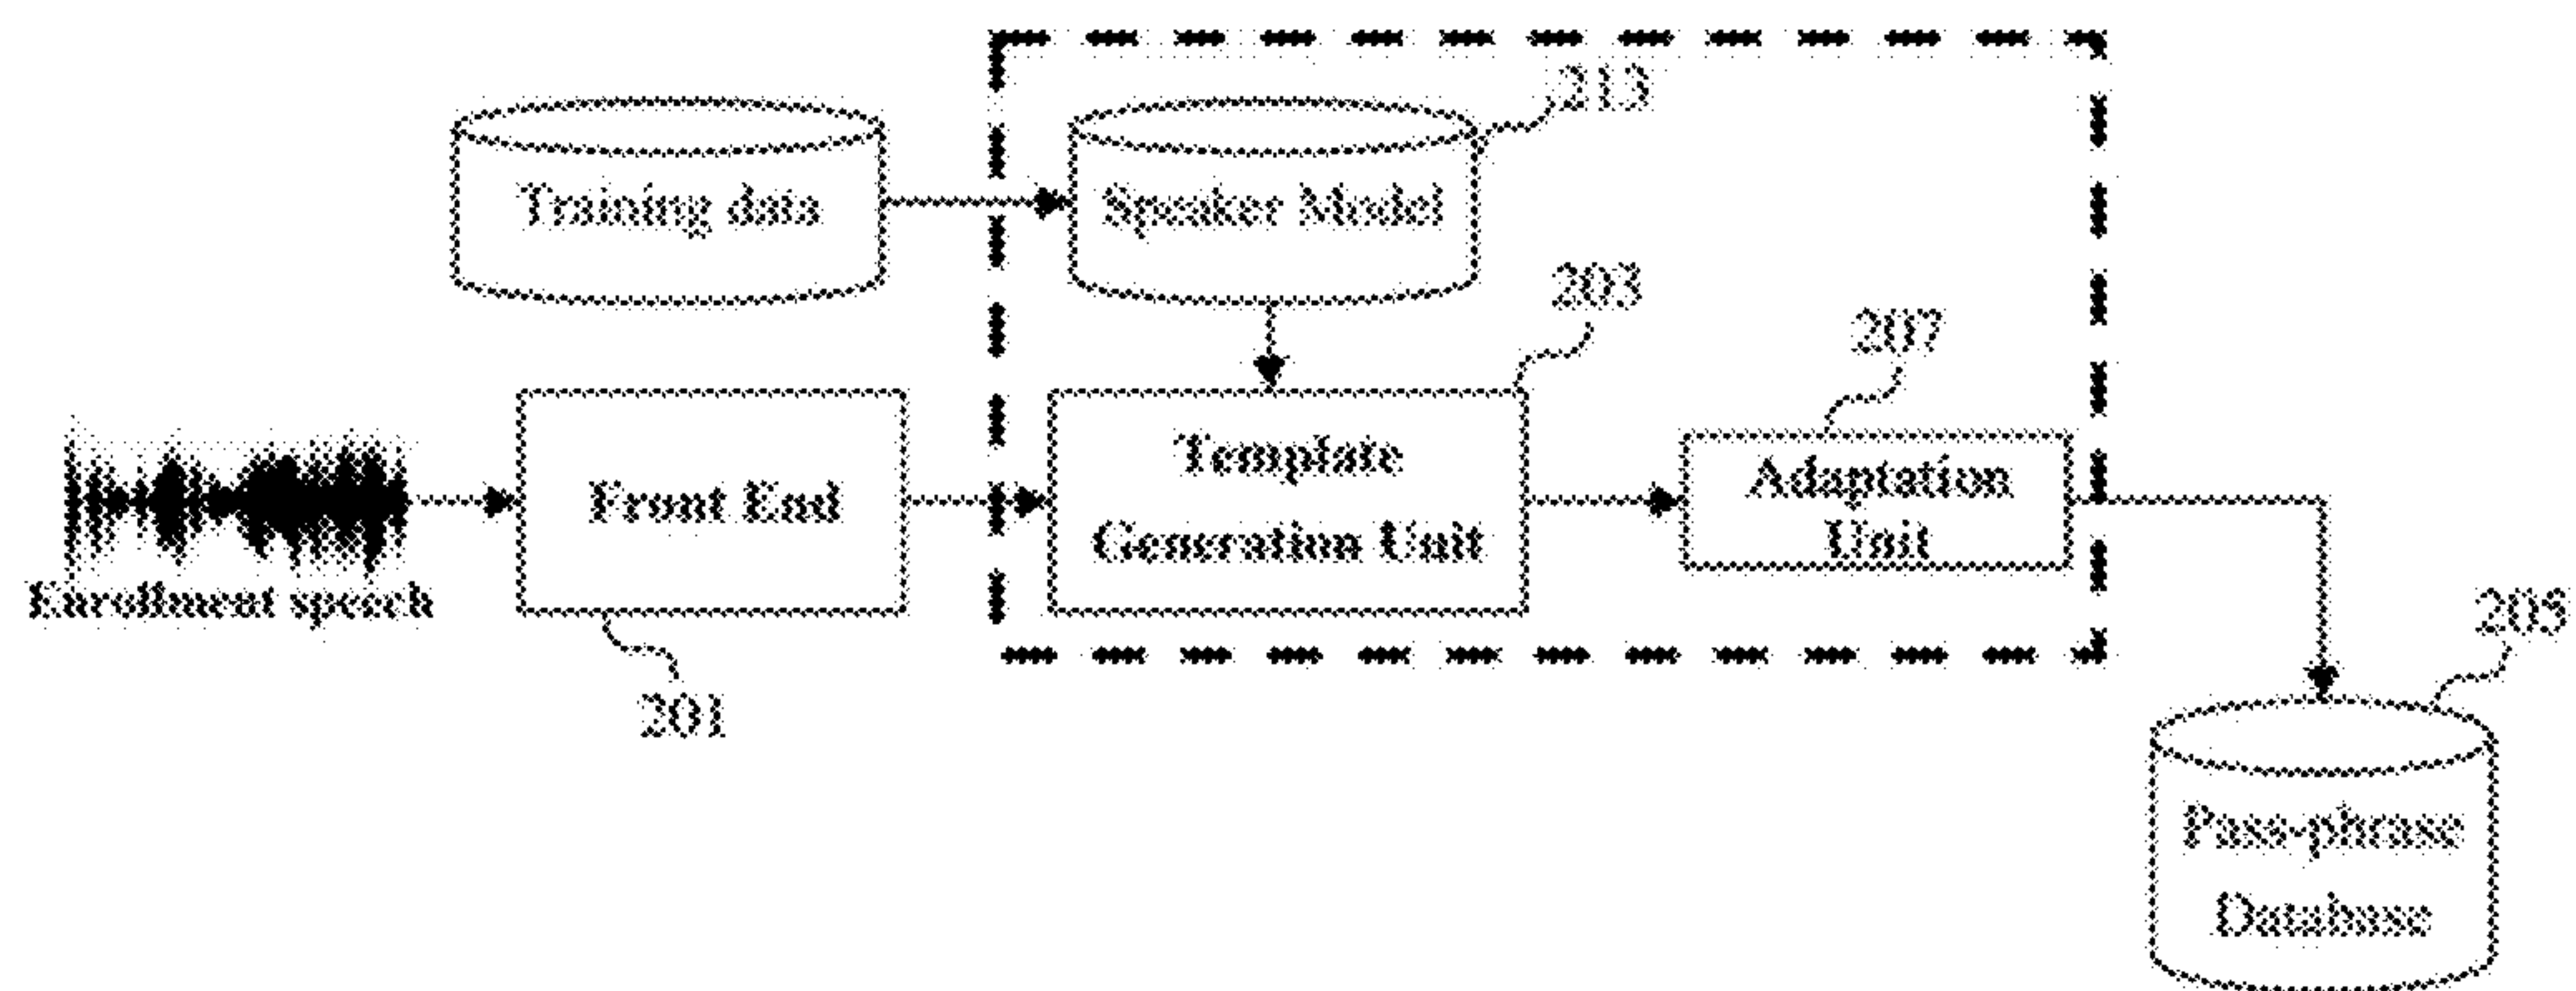 213
Training data
Speaker Model
203
207
Template
Generation Unit
Front End
Adaptation
Unit
Enrollment speech
201
205
Pass-phrase
Database